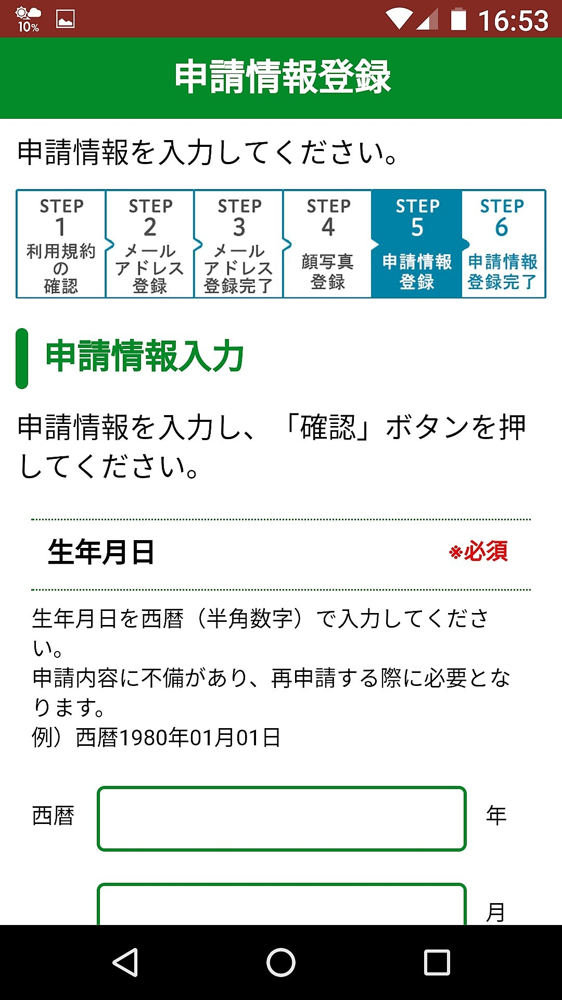 10%
16:53
申請情報登録
申請情報を入力してください。
STEP
1
利用規約
の
確認
STEP
2
メール
アドレス
登録
STEP
3
メール
アドレス
登録完了
STEP
4
顔写真
登録
STEP
5
申請情報
登録
STEP
6
申請情報
登録完了
申請情報入力
申請情報を入力し、「確認」ボタンを押
してください。
生年月日 ※必須
生年月日を西暦（半角数字）で入力してくださ
い。
申請内容に不備があり、再申請する際に必要とな
ります。
例）西暦1980年01月01日
西暦 年
月